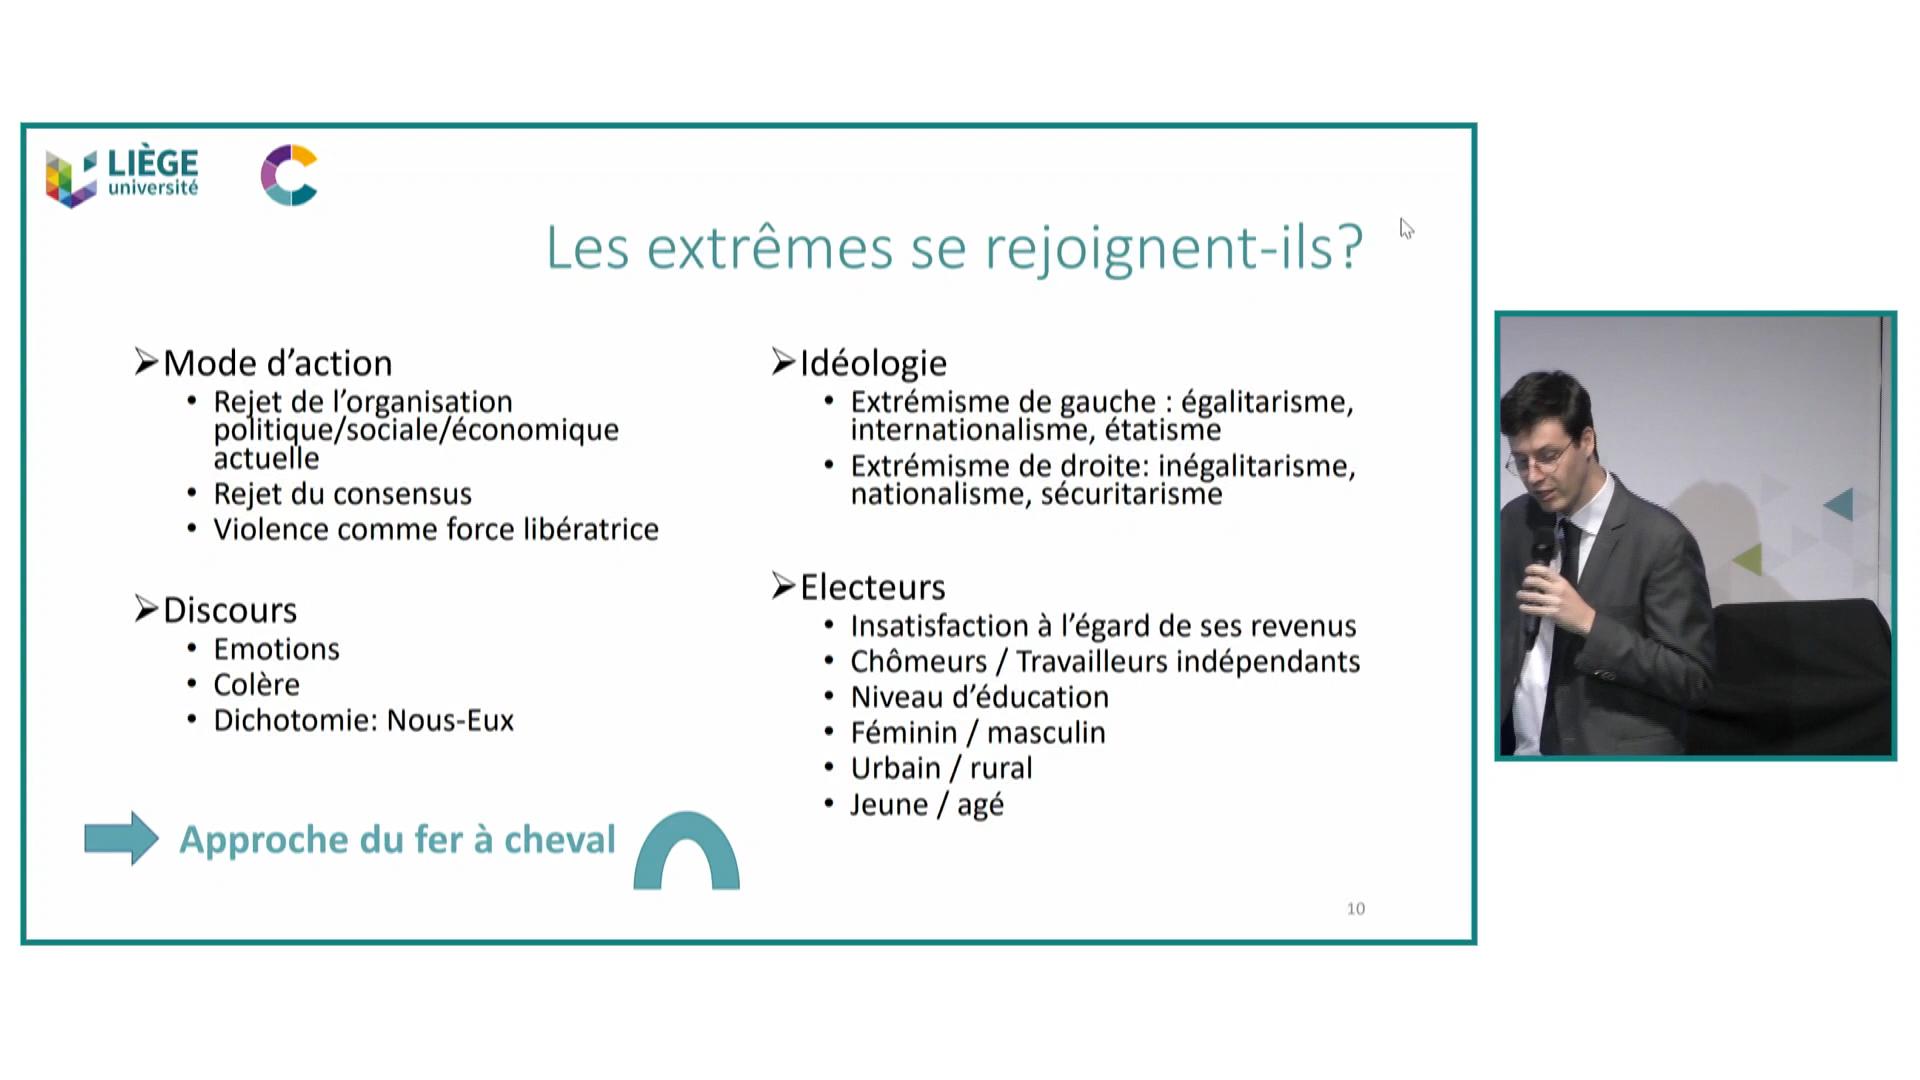 LIÈGE
université
Les extrêmes se rejoignent-ils?
Mode d’action
Rejet de l’organisation
politique/sociale/économique
actuelle
Rejet du consensus
Violence comme force libératrice
Discours
Emotions
Colère
Dichotomie: Nous-Eux
Approche du fer à cheval
Idéologie
Extrémisme de gauche : égalitarisme,
internationalisme, étatisme
Extrémisme de droite: inégalitarisme,
nationalisme, sécuritarisme
Electeurs
Insatisfaction à l’égard de ses revenus
Chômeurs / Travailleurs indépendants
Niveau d’éducation
Féminin / masculin
Urbain / rural
Jeune / agé
10